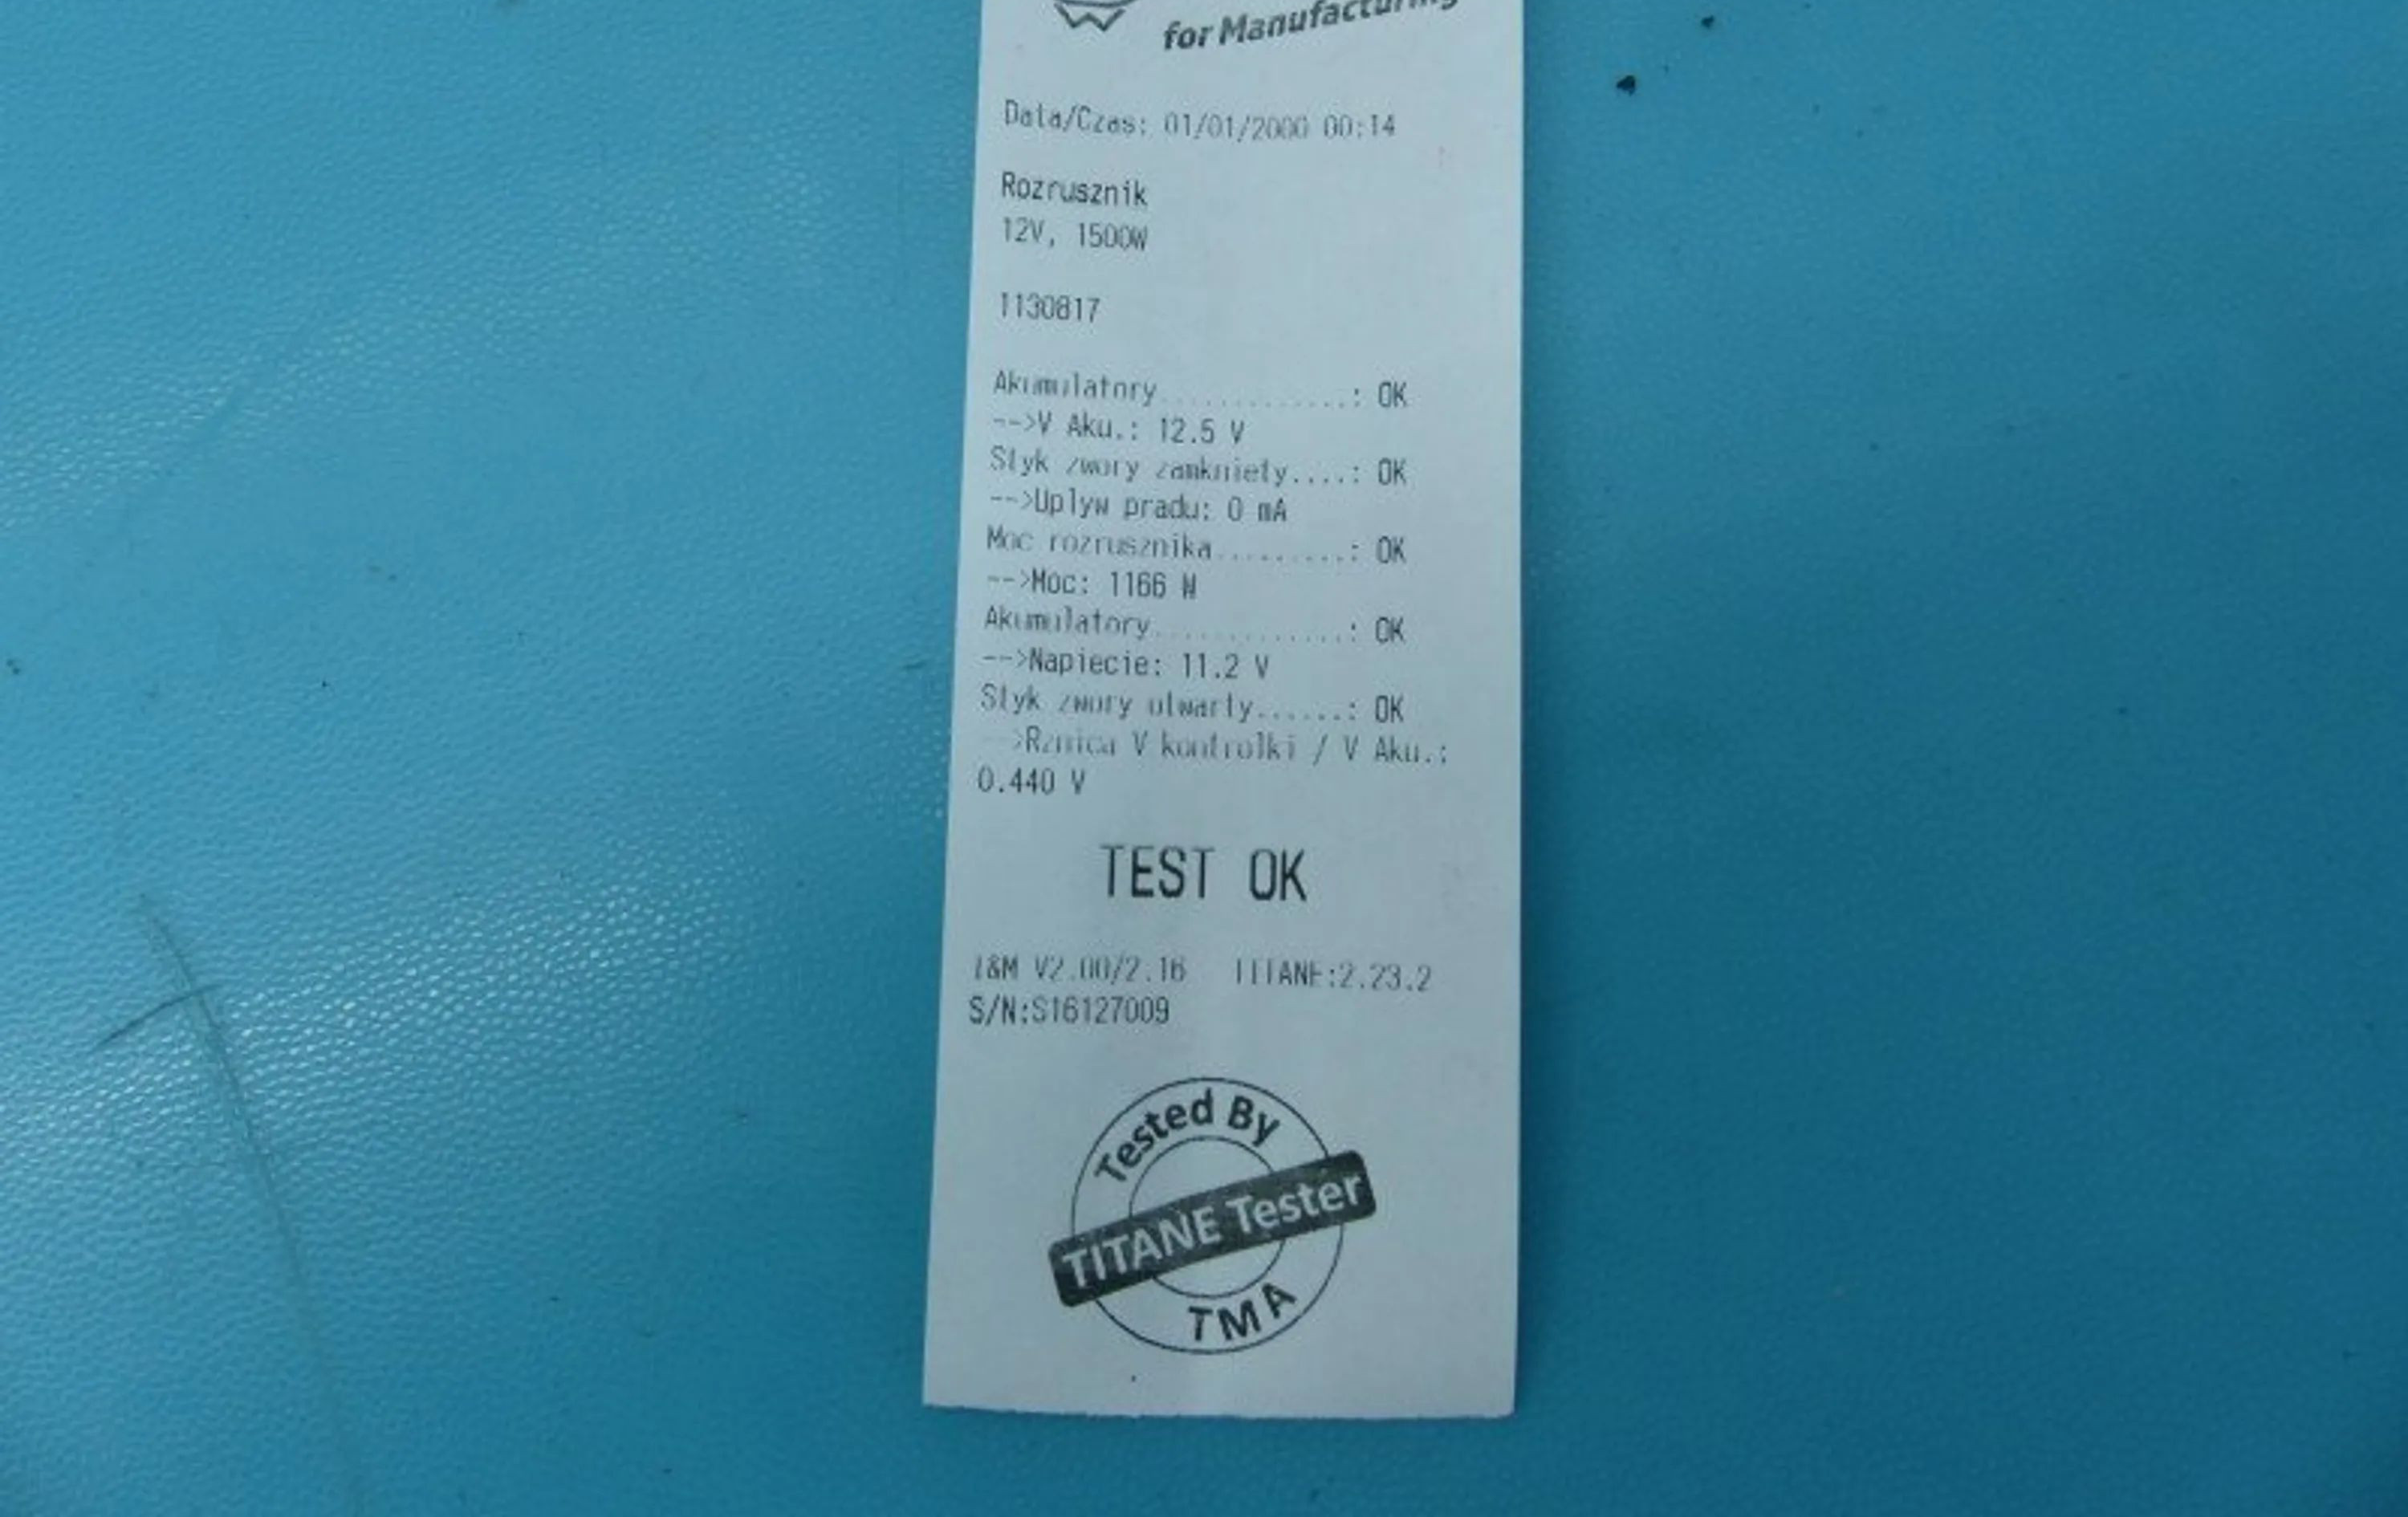 for Manufacturing
Data/Czas: 01/01/2000 00:14
Rozrusznik
12V, 1500W
1130817
Akumulatory.............: OK
-->V Aku.: 12.5 V
Styk zwory zamkniety....: OK
-->Uplyw pradu: 0 mA
Moc rozrusznika.........: OK
-->Moc: 1166 W
Akumulatory.............: OK
-->Napiecie: 11.2 V
Styk zwory otwarty......: OK
-->Rznica V kontrolki / V Aku.:
0.440 V
TEST OK
I&M V2.00/2.16 TITANE:2.23.2
S/N:S16127009
Tested By
TITANE Tester
TMA